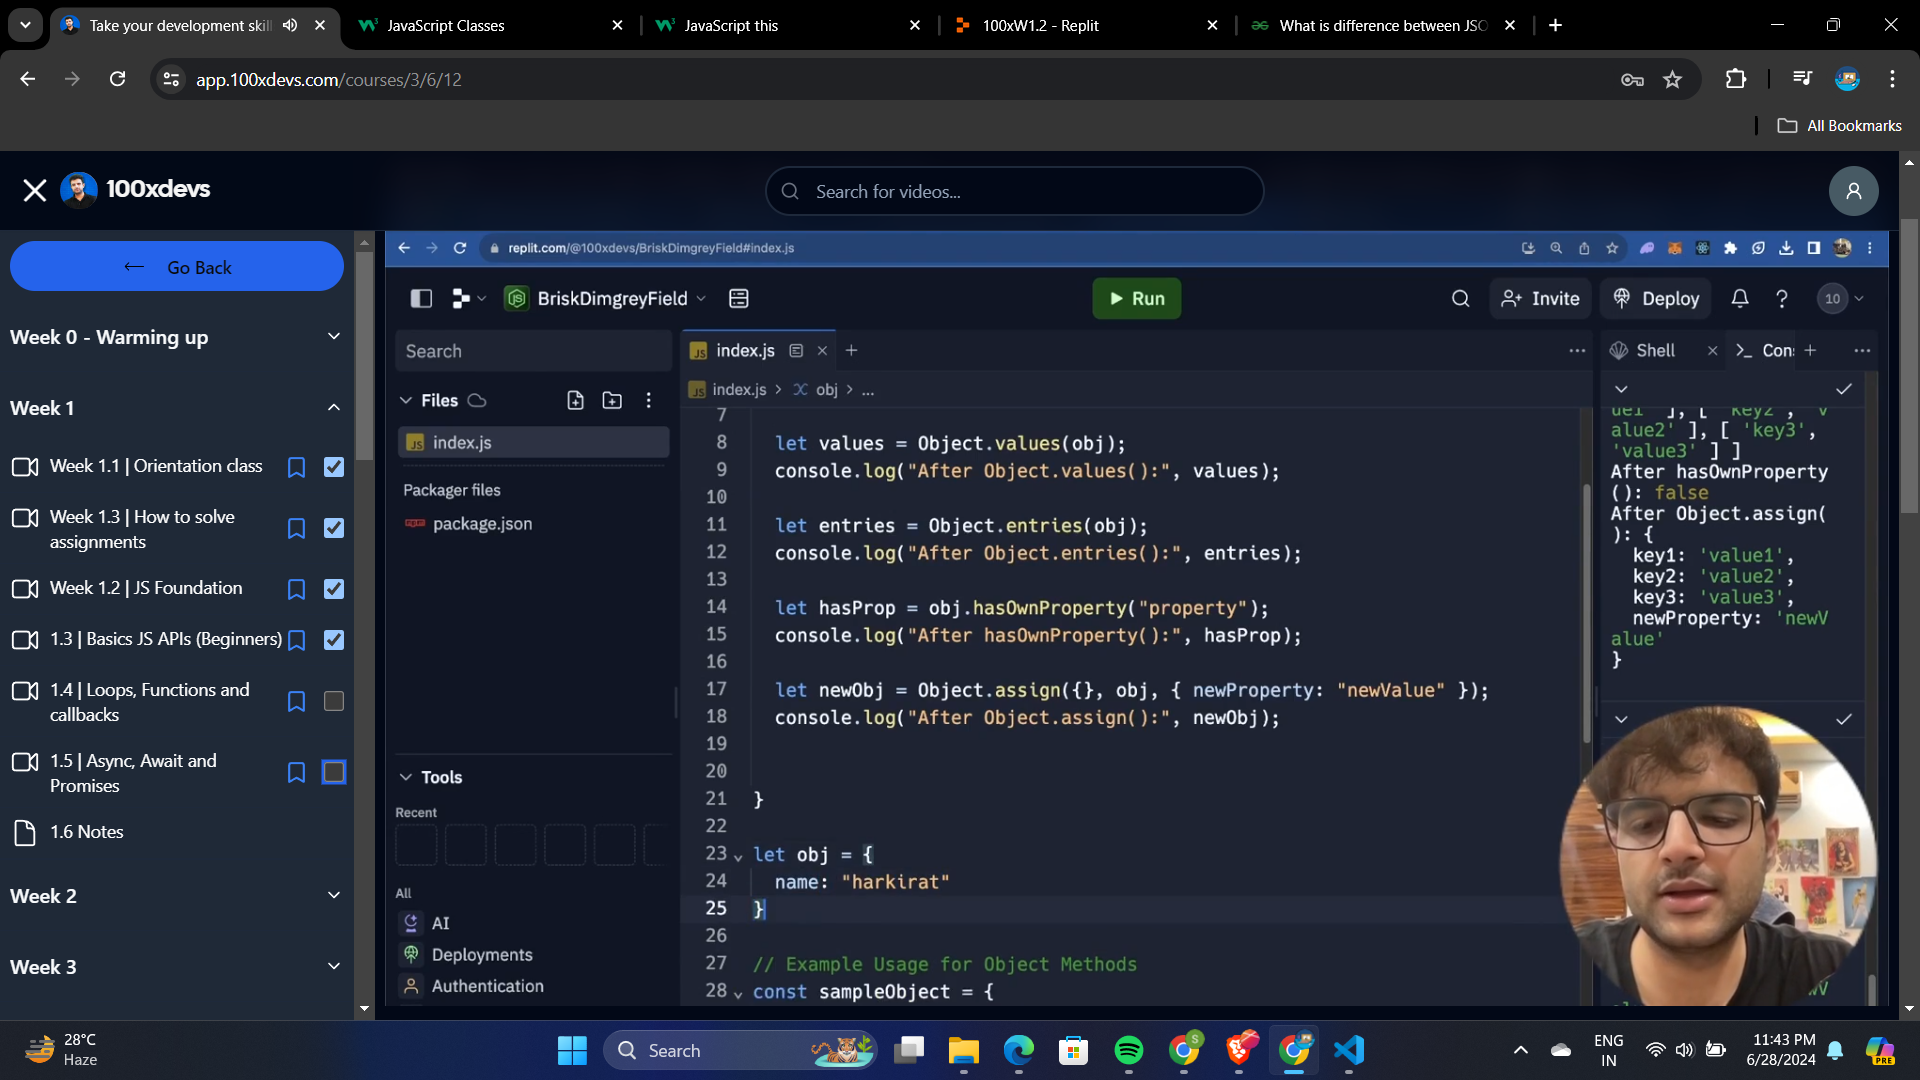 Take your development skil
JavaScript Classes
JavaScript this
100xW1.2 - Replit
What is difference between JSO
app.100xdevs.com/courses/3/6/12
All Bookmarks
100xdevs
Search for videos...
Go Back
Week 0 - Warming up
Week 1
Week 1.1 | Orientation class
Week 1.3 | How to solve
assignments
Week 1.2 | JS Foundation
1.3 | Basics JS APIs (Beginners)
1.4 | Loops, Functions and
callbacks
1.5 | Async, Await and
Promises
1.6 Notes
Week 2
Week 3
replit.com/@100xdevs/BriskDimgreyField#index.js
BriskDimgreyField
Run
Invite
Deploy
10
Search
Files
index.js
Packager files
package.json
Tools
Recent
All
AI
Deployments
Authentication
index.js
index.js > obj > ...
7
8 let values = Object.values(obj);
9 console.log("After Object.values():", values);
10
11 let entries = Object.entries(obj);
12 console.log("After Object.entries():", entries);
13
14 let hasProp = obj.hasOwnProperty("property");
15 console.log("After hasOwnProperty():", hasProp);
16
17 let newObj = Object.assign({}, obj, { newProperty: "newValue" });
18 console.log("After Object.assign():", newObj);
19
20
21 }
22
23 let obj = {
24 name: "harkirat"
25 }
26
27 // Example Usage for Object Methods
28 const sampleObject = {
Shell
Con
ue1' ], [ 'key2', 'v
alue2' ], [ 'key3',
'value3' ] ]
After hasOwnProperty
(): false
After Object.assign(
): {
key1: 'value1',
key2: 'value2',
key3: 'value3',
newProperty: 'newV
alue'
}
28°C
Haze
Search
ENG
IN
11:43 PM
6/28/2024
PRE